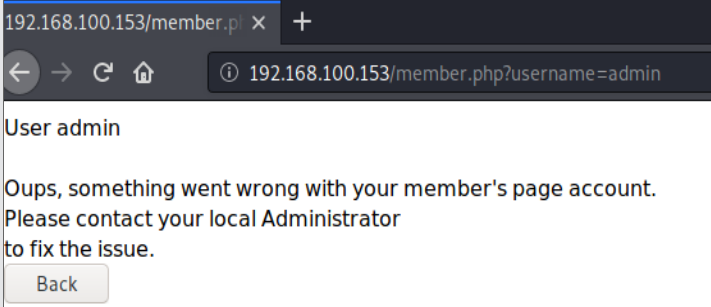 192.168.100.153/member.p
192.168.100.153/member.php?username=admin
User admin
Oups, something went wrong with your member's page account.
Please contact your local Administrator
to fix the issue.
Back